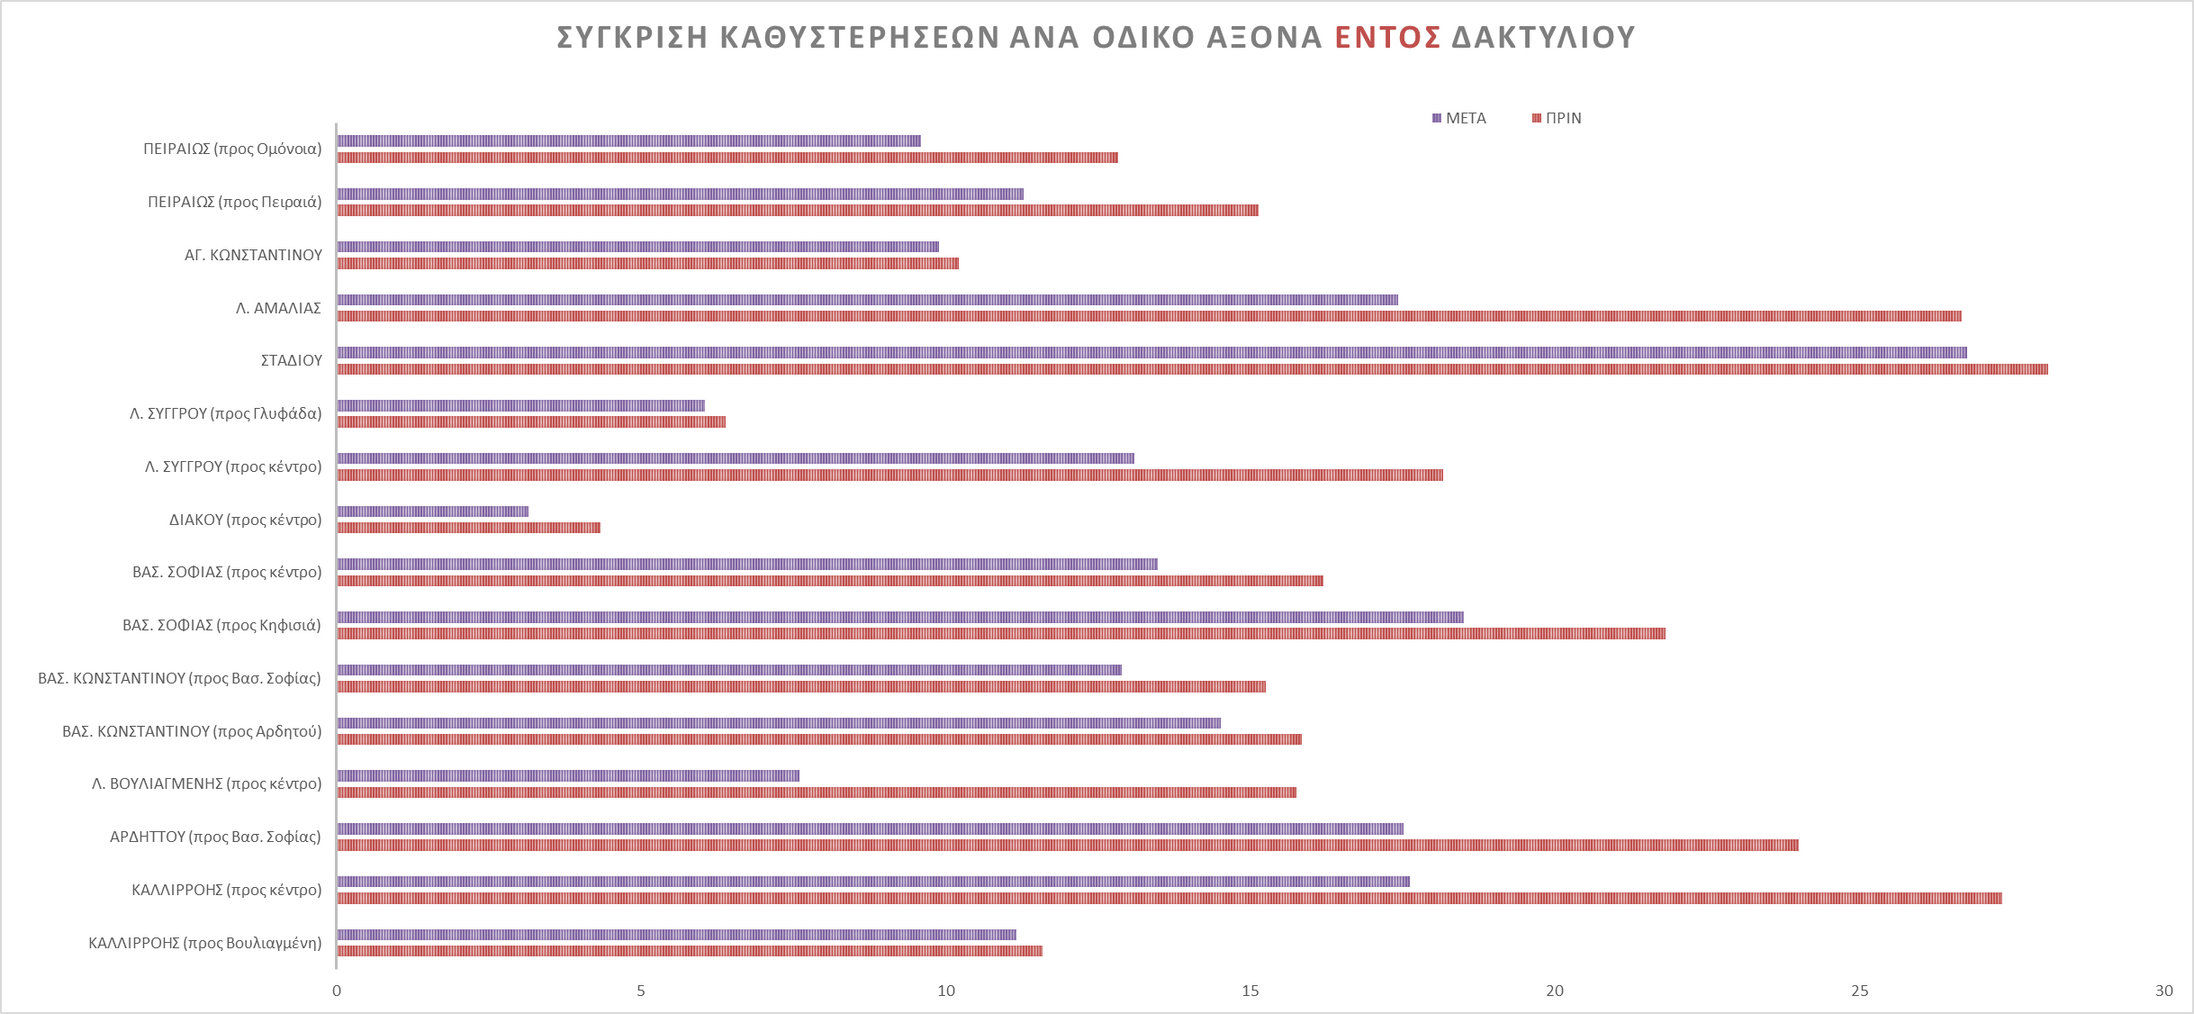 ΣΥΓΚΡΙΣΗ ΚΑΘΥΣΤΕΡΗΣΕΩΝ ΑΝΑ ΟΔΙΚΟ ΑΞΟΝΑ ΕΝΤΟΣ ΔΑΚΤΥΛΙΟΥ
ΜΕΤΑ ΠΡΙΝ
ΠΕΙΡΑΙΩΣ (προς Ομόνοια)
ΠΕΙΡΑΙΩΣ (προς Πειραιά)
ΑΓ. ΚΩΝΣΤΑΝΤΙΝΟΥ
Λ. ΑΜΑΛΙΑΣ
ΣΤΑΔΙΟΥ
Λ. ΣΥΓΓΡΟΥ (προς Γλυφάδα)
Λ. ΣΥΓΓΡΟΥ (προς κέντρο)
ΔΙΑΚΟΥ (προς κέντρο)
ΒΑΣ. ΣΟΦΙΑΣ (προς κέντρο)
ΒΑΣ. ΣΟΦΙΑΣ (προς Κηφισιά)
ΒΑΣ. ΚΩΝΣΤΑΝΤΙΝΟΥ (προς Βασ. Σοφίας)
ΒΑΣ. ΚΩΝΣΤΑΝΤΙΝΟΥ (προς Αρδητού)
Λ. ΒΟΥΛΙΑΓΜΕΝΗΣ (προς κέντρο)
ΑΡΔΗΤΤΟΥ (προς Βασ. Σοφίας)
ΚΑΛΛΙΡΡΟΗΣ (προς κέντρο)
ΚΑΛΛΙΡΡΟΗΣ (προς Βουλιαγμένη)
0 5 10 15 20 25 30